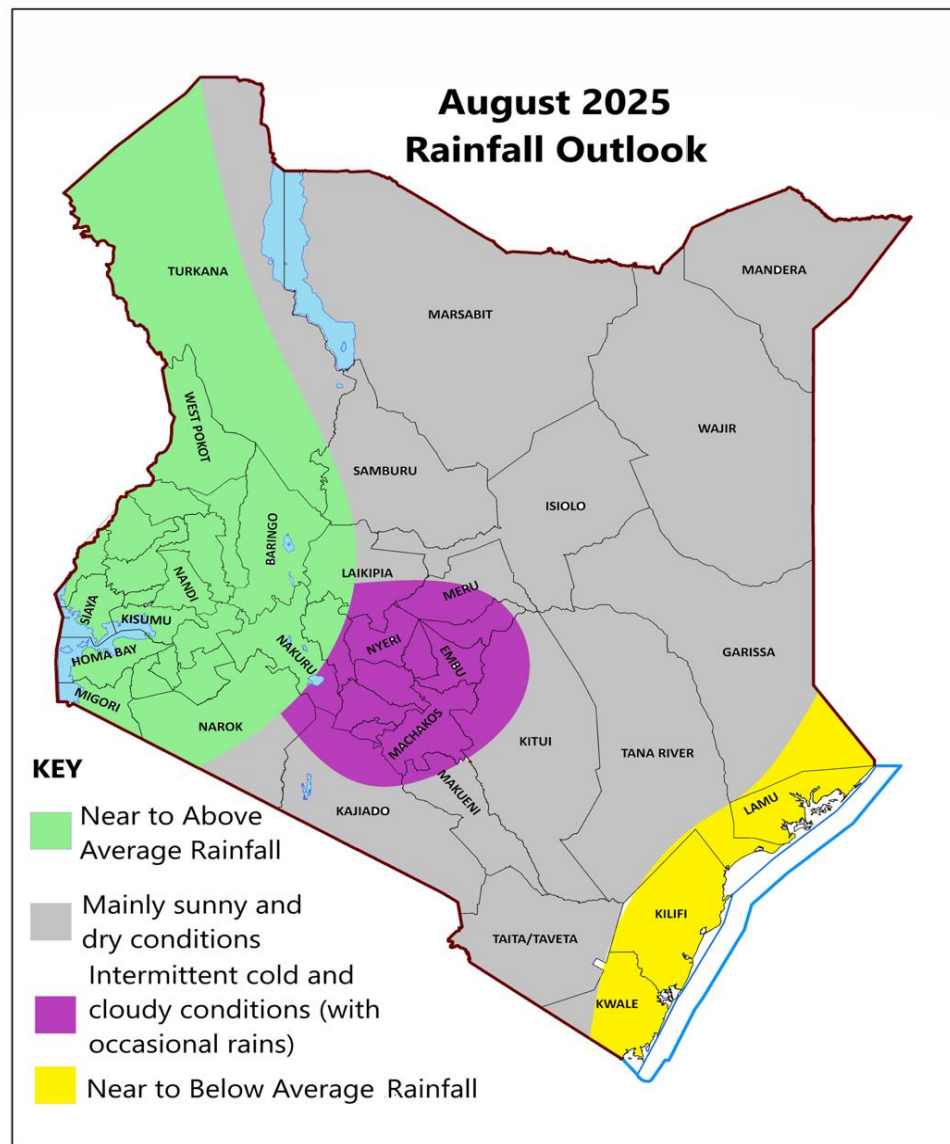 August 2025
Rainfall Outlook
MANDERA
TURKANA
MARSABIT
WEST POKOT
WAJIR
SAMBURU
ISIOLO
BARINGO
LAIKIPIA
NANDI
MERU
SIAYA
KISUMU
NYERI
HOMA BAY
NAKURU
EMBU
GARISSA
MIGORI
NAROK
MACHAKOS
KITUI
TANA RIVER
MAKUENI
KAJIADO
LAMU
KILIFI
TAITA/TAVETA
KWALE
KEY
Near to Above
Average Rainfall
Mainly sunny and
dry conditions
Intermittent cold and
cloudy conditions (with
occasional rains)
Near to Below Average Rainfall